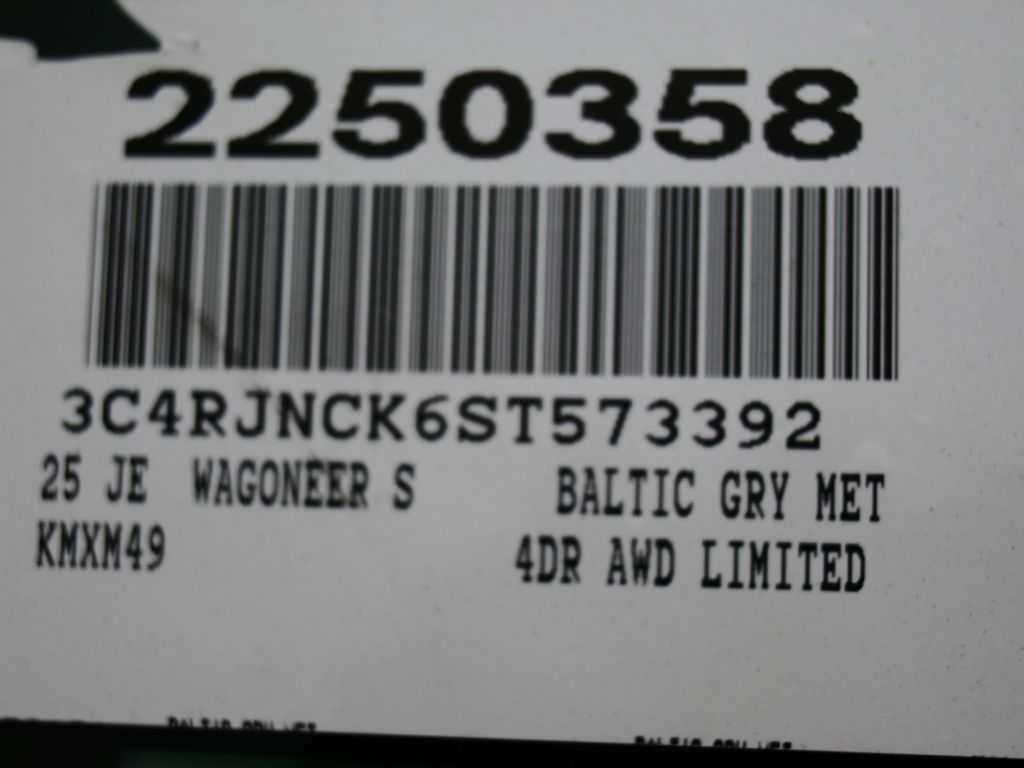 2250358
3C4RJNCK6ST573392
25 JE WAGONEER S BALTIC GRY MET
KMXM49 4DR AWD LIMITED